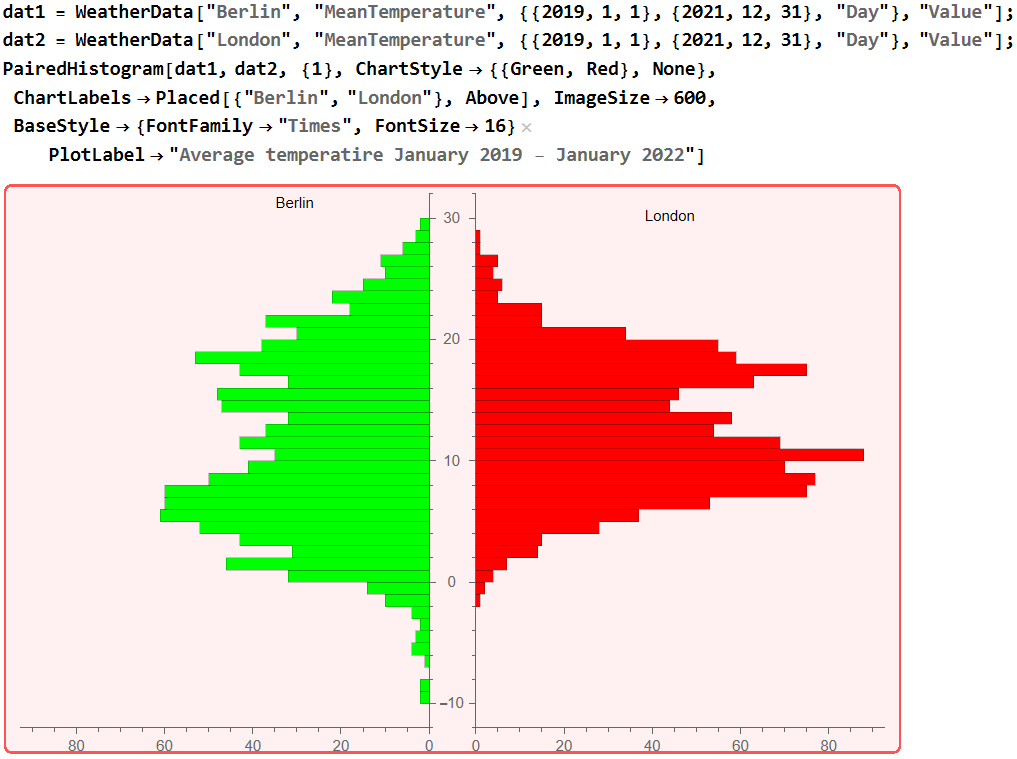 dat1 = WeatherData["Berlin", "MeanTemperature", {{2019, 1, 1}, {2021, 12, 31}, "Day"}, "Value"];
dat2 = WeatherData["London", "MeanTemperature", {{2019, 1, 1}, {2021, 12, 31}, "Day"}, "Value"];
PairedHistogram[dat1, dat2, {1}, ChartStyle → {{Green, Red}, None},
ChartLabels → Placed[{"Berlin", "London"}, Above], ImageSize → 600,
BaseStyle → {FontFamily → "Times", FontSize → 16} ×
PlotLabel → "Average temperatire January 2019 – January 2022"]
Berlin
London
30
20
10
0
-10
80 60 40 20 0 0 20 40 60 80